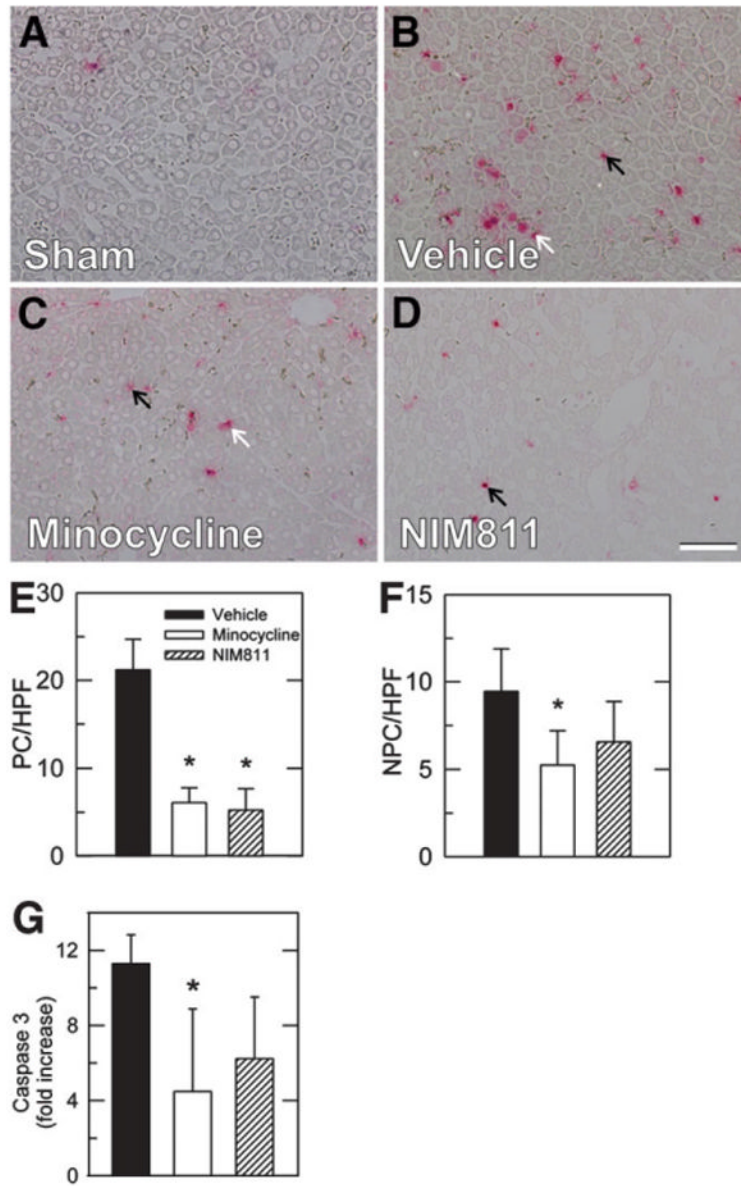 A
B
Sham
Vehicle
C
D
Minocycline
NIM811
E
30
20
10
0
PC/HPF
Vehicle
Minocycline
NIM811
*
*
F
15
10
5
0
NPC/HPF
*
G
12
8
4
0
Caspase 3
(fold increase)
*